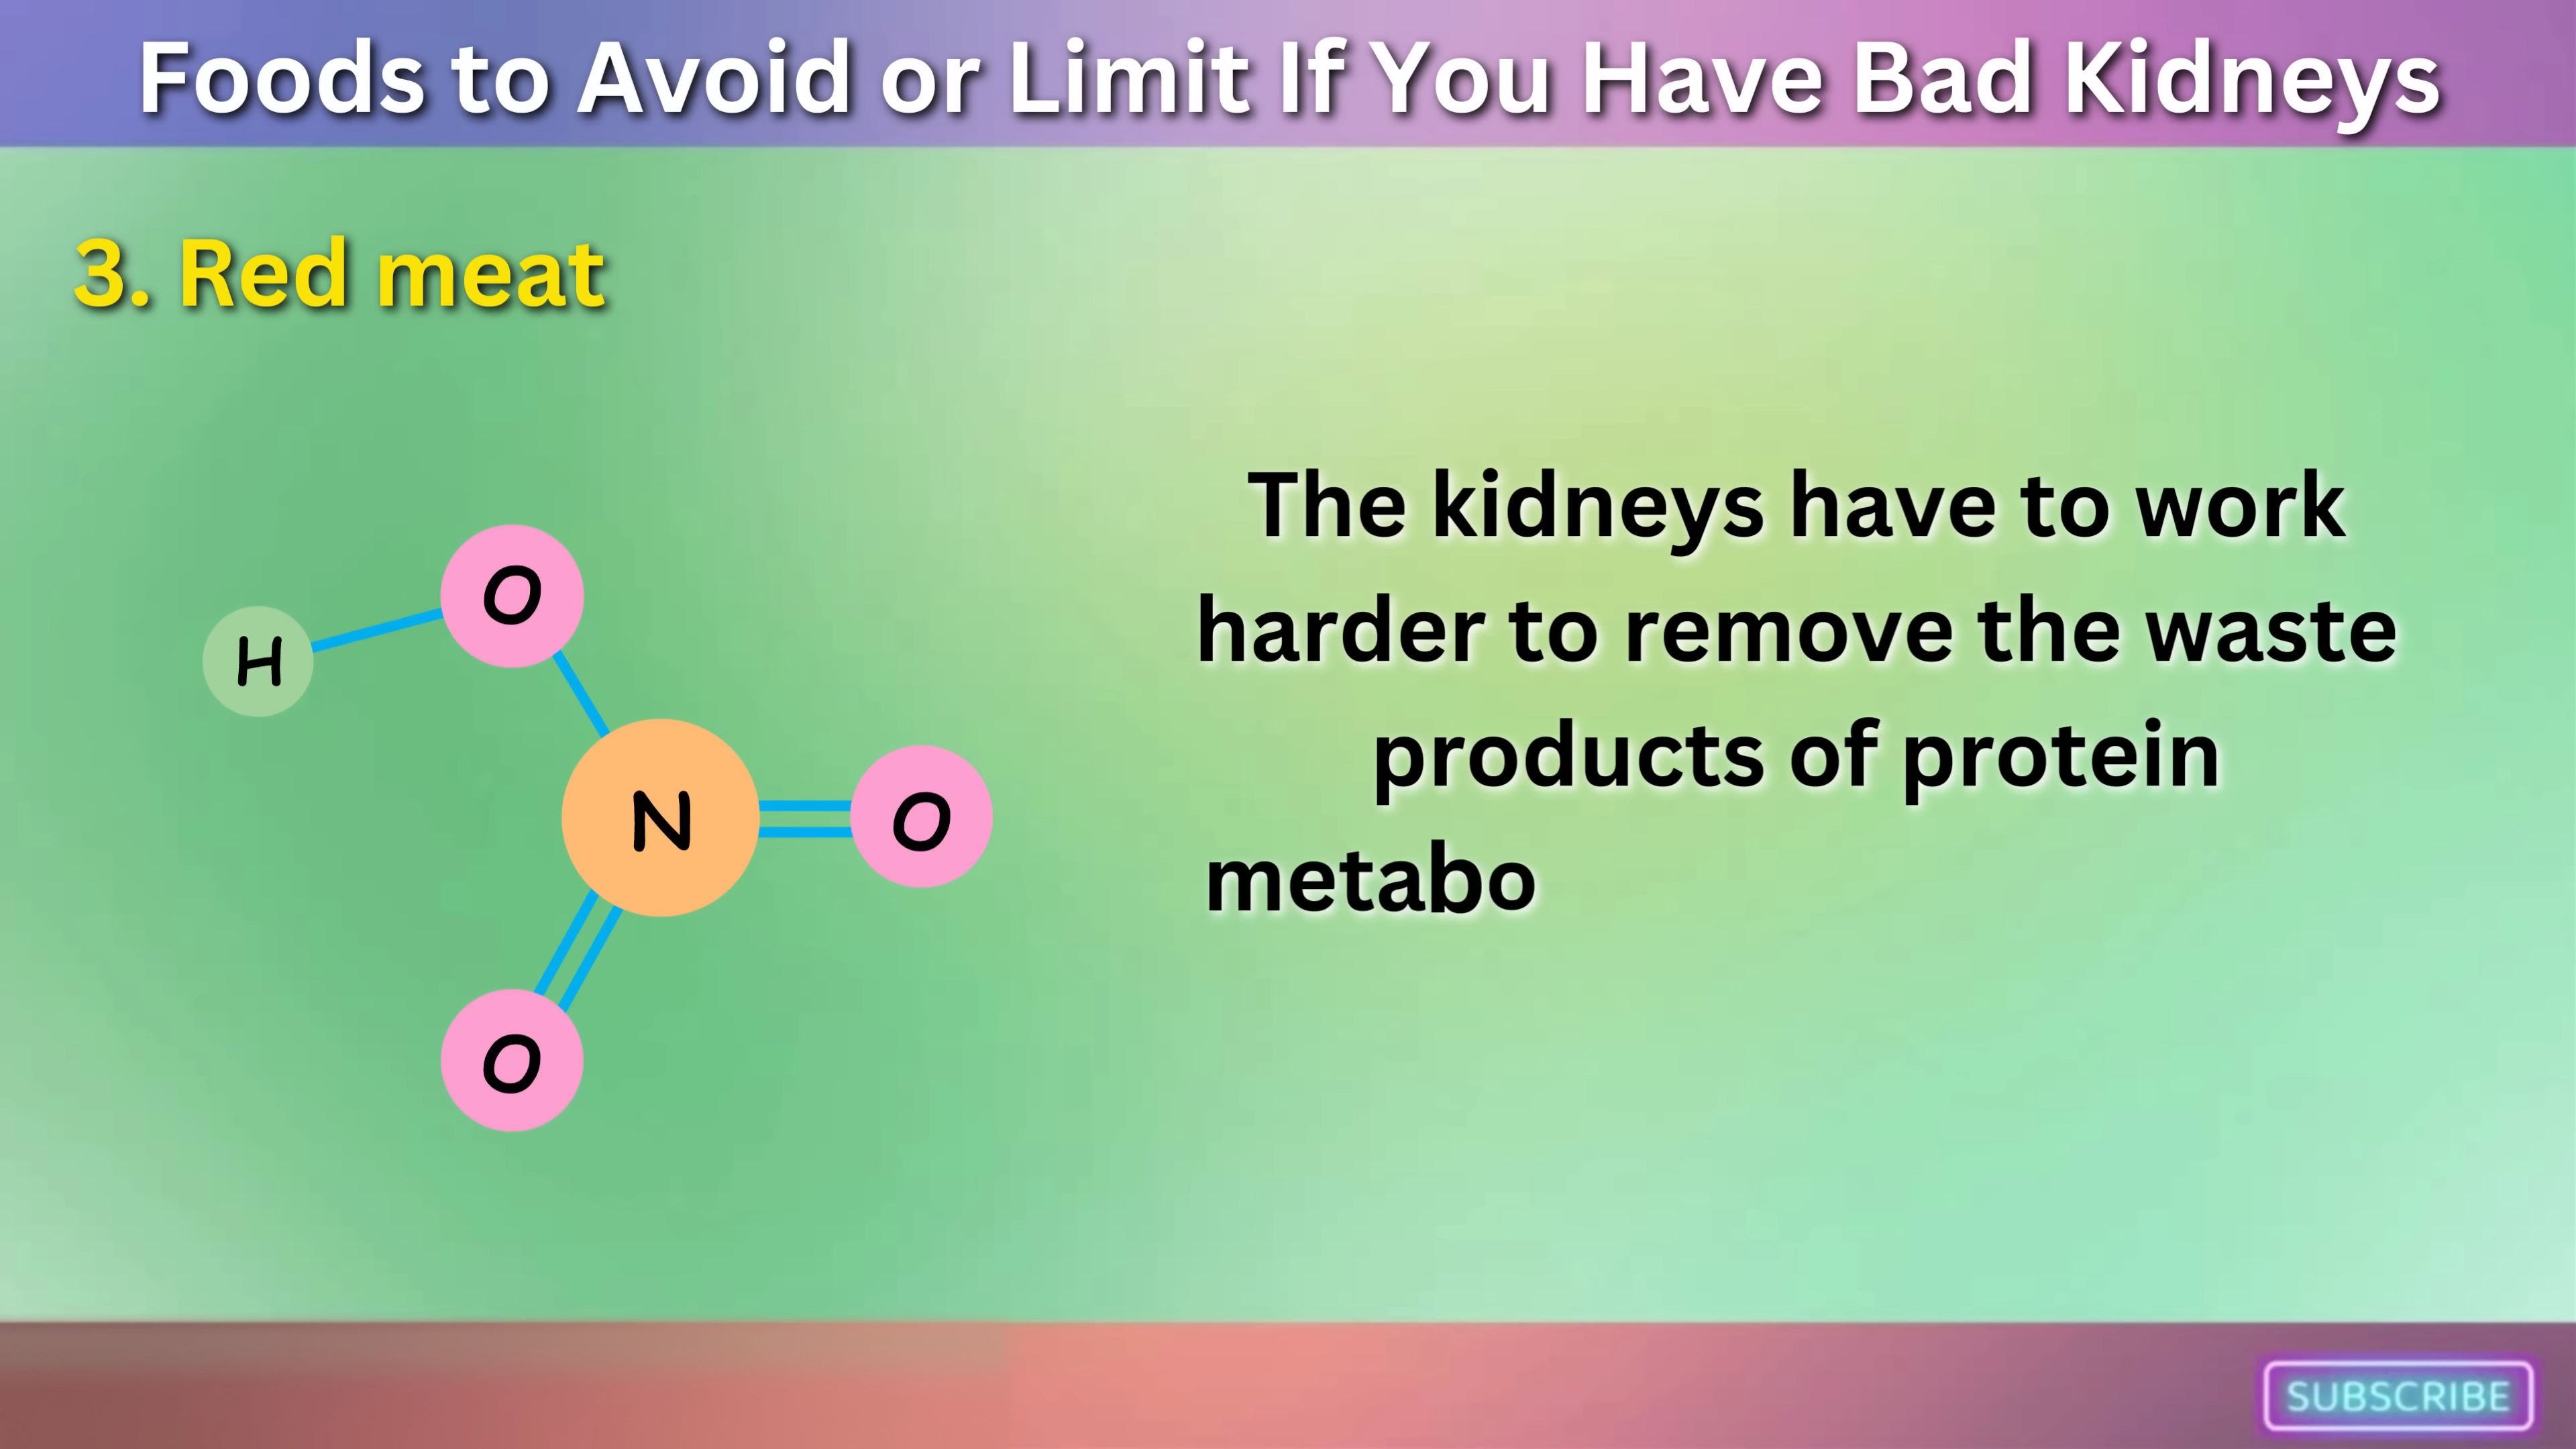 Foods to Avoid or Limit If You Have Bad Kidneys
3. Red meat
The kidneys have to work
harder to remove the waste
products of protein
metabo
O
H
N
O
O
SUBSCRIBE